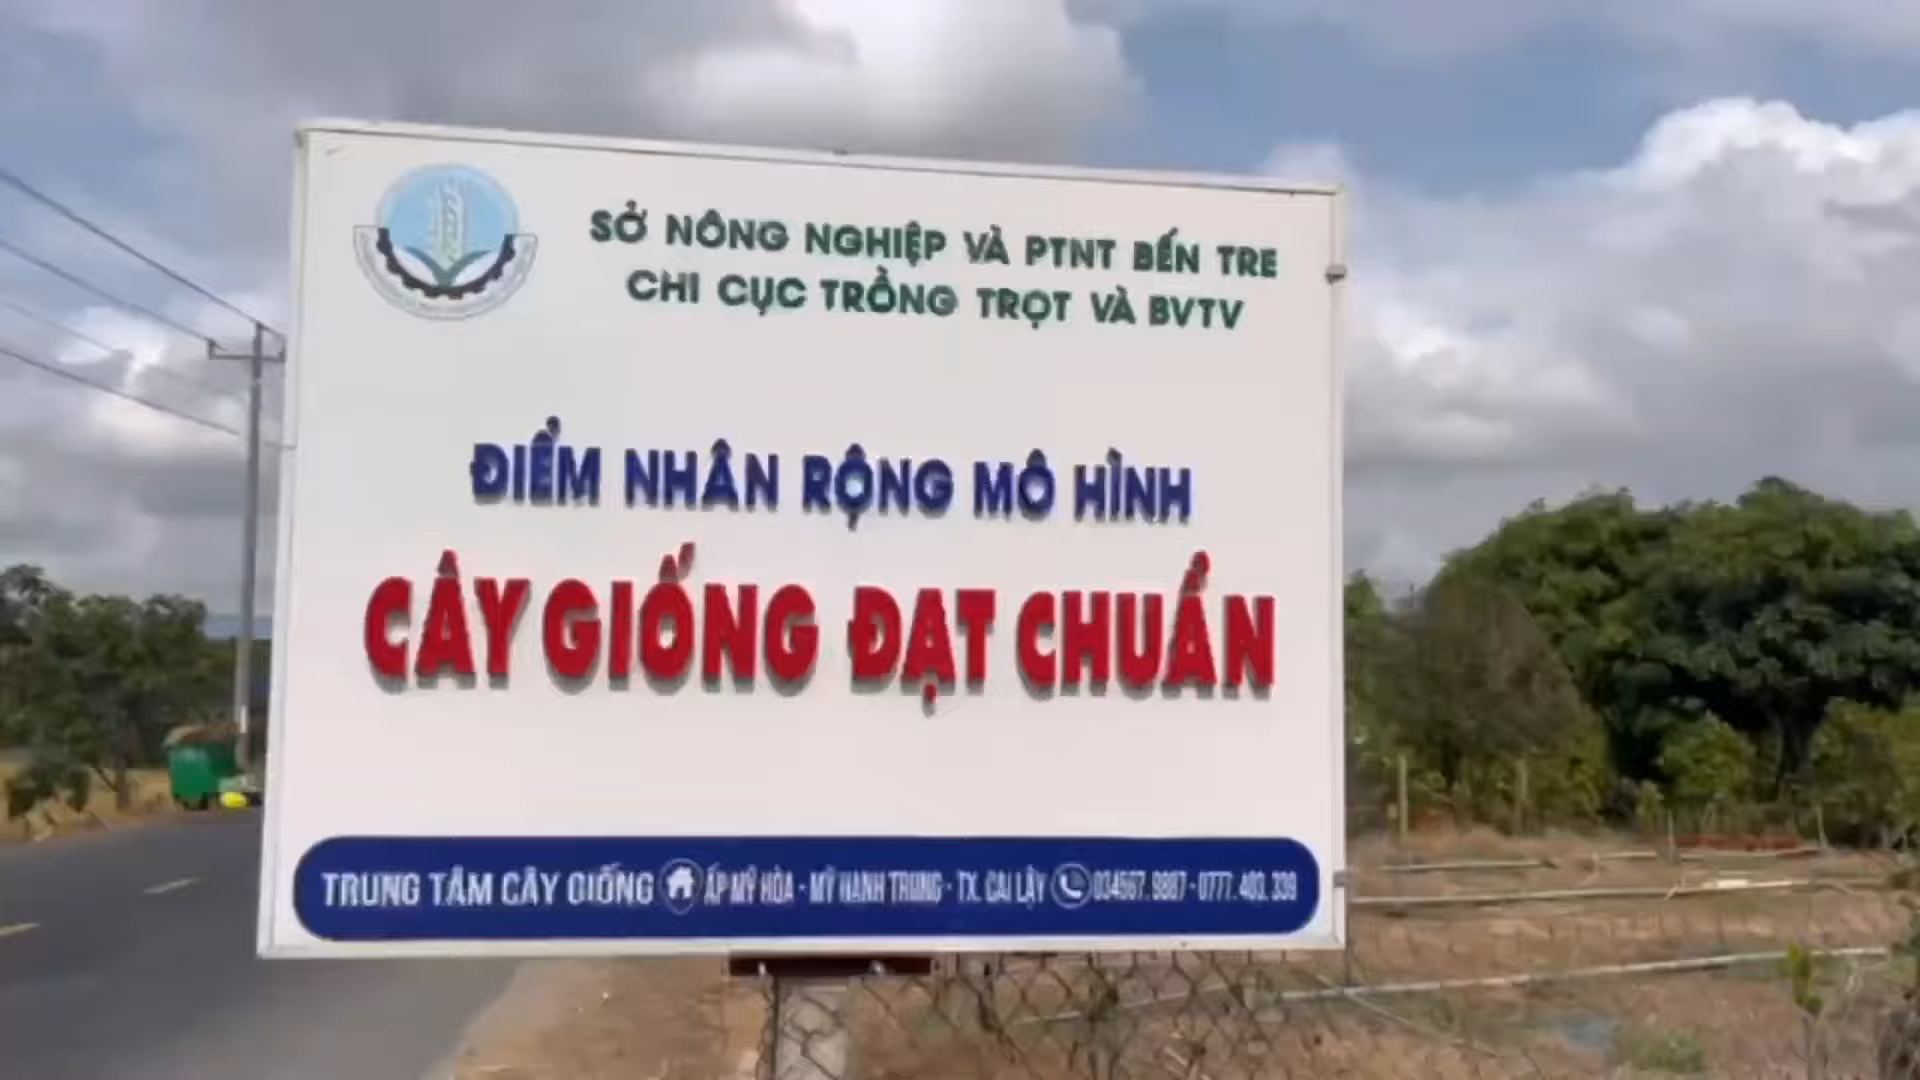 SỞ NÔNG NGHIỆP VÀ PTNT BẾN TRE
CHI CỤC TRỒNG TRỌT VÀ BVTV
ĐIỂM NHÂN RỘNG MÔ HÌNH
CÂY GIỐNG ĐẠT CHUẨN
TRUNG TÂM CÂY GIỐNG ẤP MỸ HÒA - MỸ HẠNH TRUNG - TX. CAI LẬY 034567.9887 - 0777.403.339